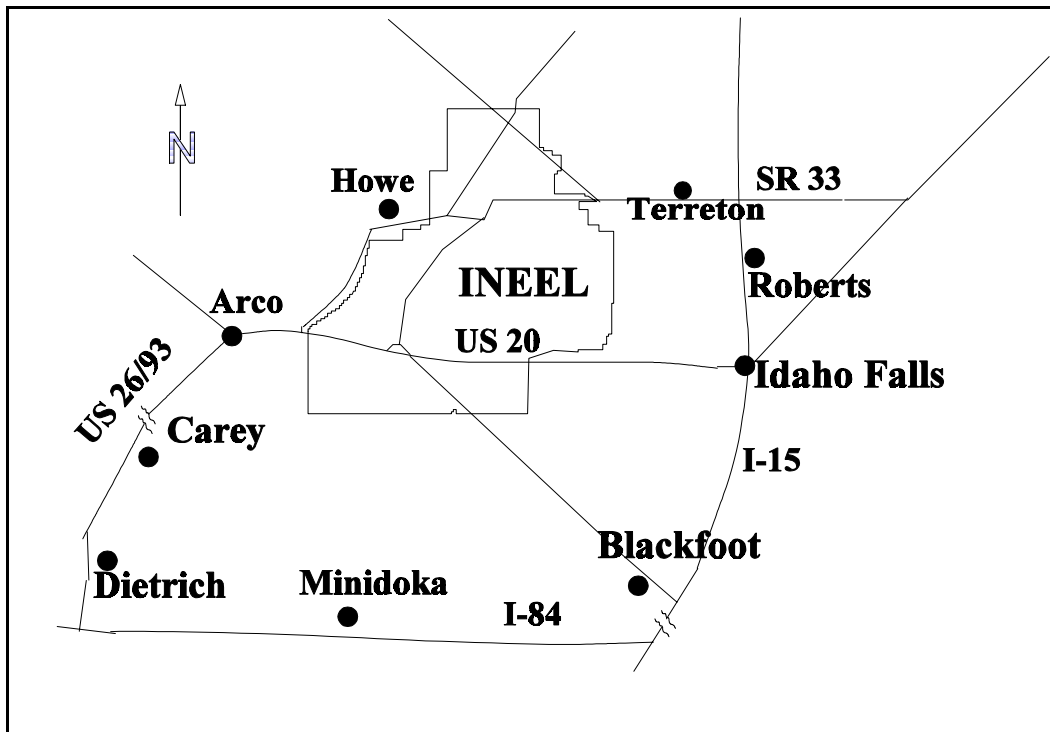 N
Howe
SR 33
Terreton
INEEL
Roberts
Arco
US 20
US 26/93
Idaho Falls
Carey
I-15
Blackfoot
Dietrich
Minidoka
I-84